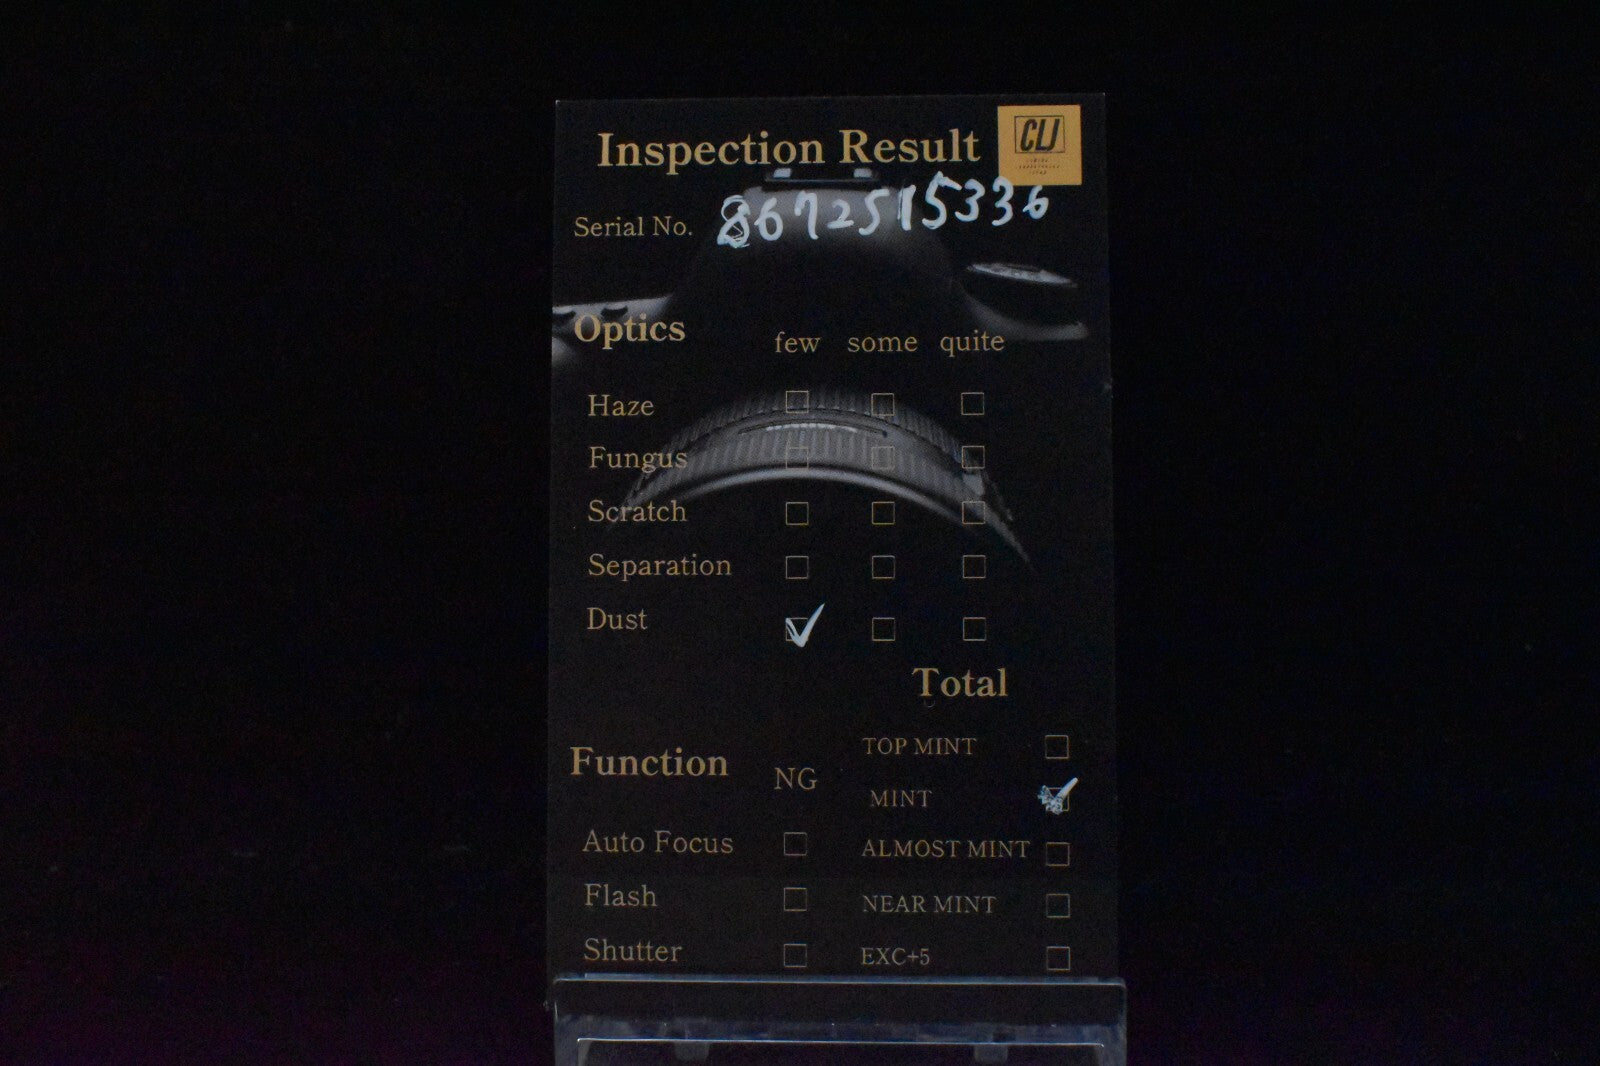 Inspection Result
CLJ
Serial No. 8672515336
Optics few some quite
Haze
Fungus
Scratch
Separation
Dust
Total
Function NG
TOP MINT
MINT
Auto Focus
ALMOST MINT
Flash
NEAR MINT
Shutter
EXC+5